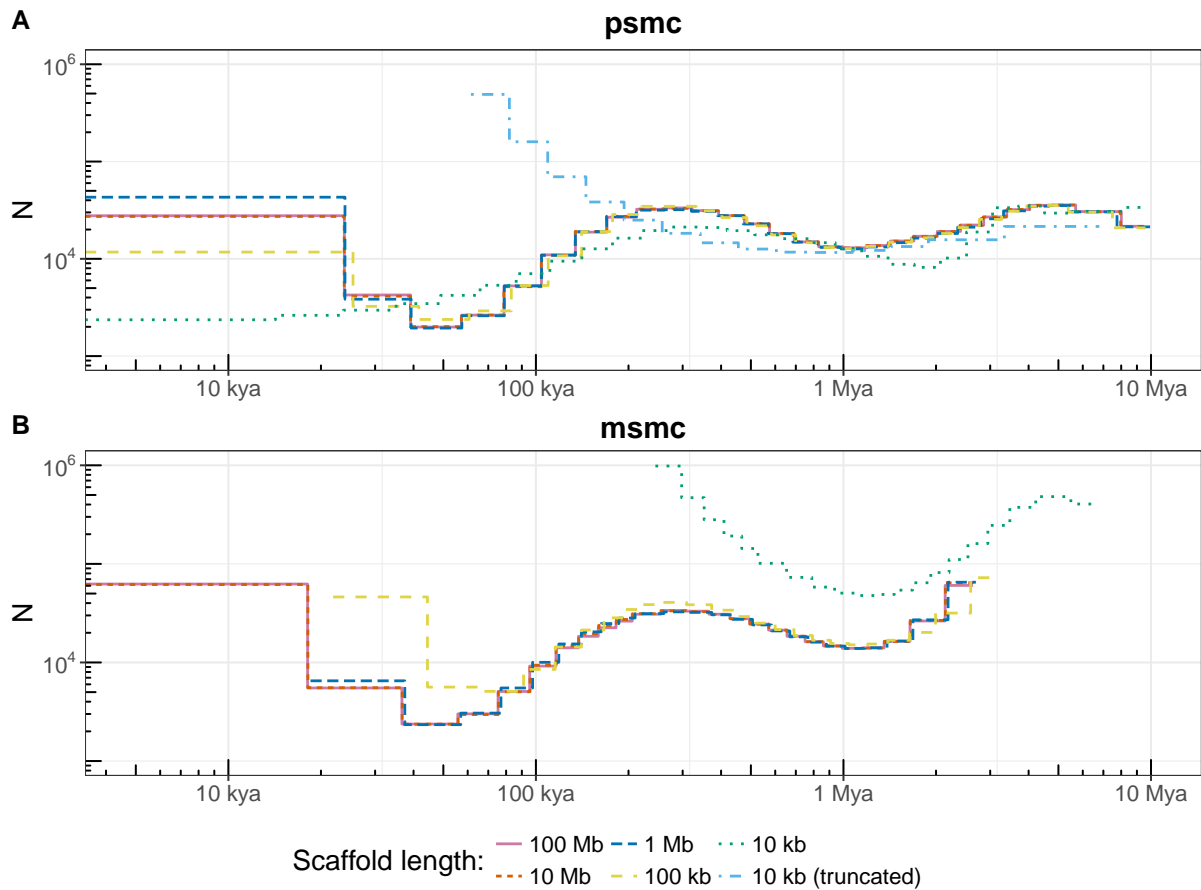 A
psmc
10^6
10^4
N
10 kya
100 kya
1 Mya
10 Mya
B
msmc
10^6
10^4
N
10 kya
100 kya
1 Mya
10 Mya
Scaffold length:
100 Mb
1 Mb
10 kb
10 Mb
100 kb
10 kb (truncated)